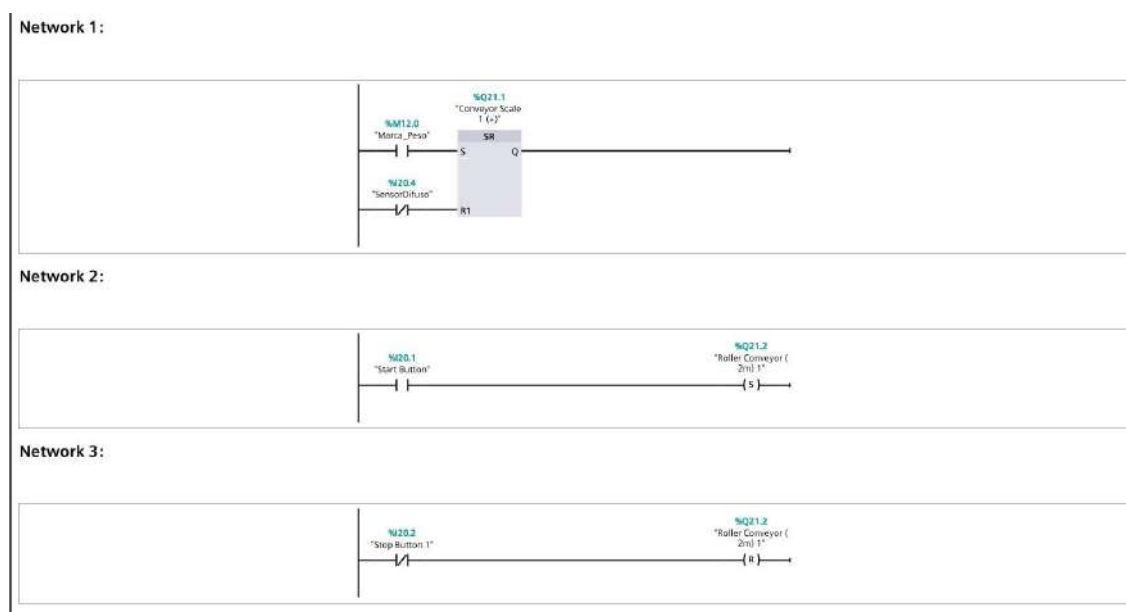 Network 1:
%Q21.1
"Conveyor Scale
1 (+)"
%M12.0
"Marca_Peso"
SR
S Q
%I20.4
"SensorDifuso"
R1
Network 2:
%I20.1
"Start Button"
%Q21.2
"Roller Conveyor (
2m) 1"
S
Network 3:
%I20.2
"Stop Button 1"
%Q21.2
"Roller Conveyor (
2m) 1"
R